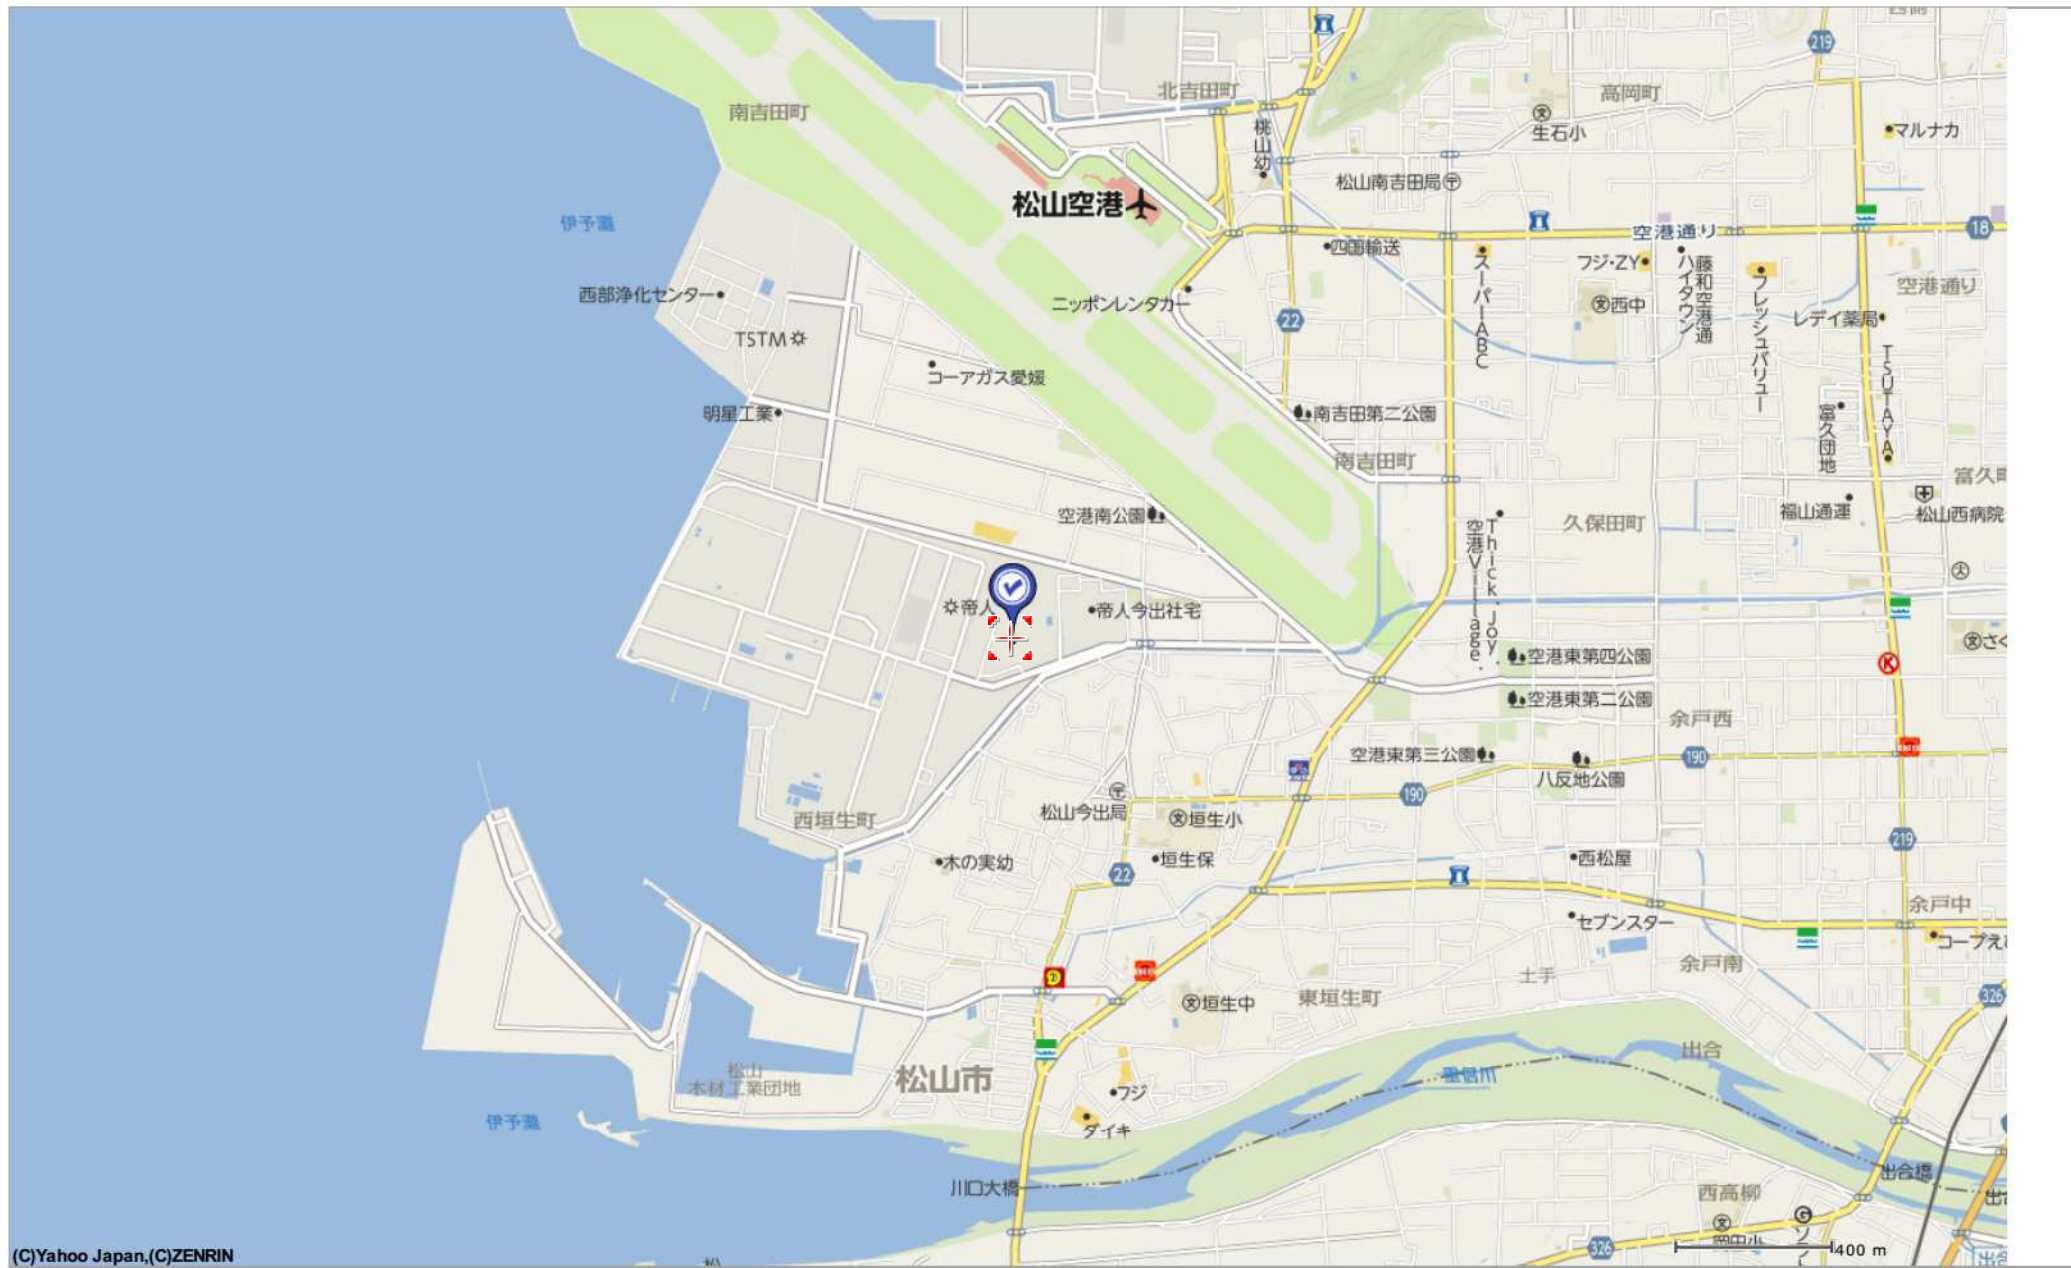 南吉田町
北吉田町
高岡町
219
桃山幼
生石小
マルナカ
松山南吉田局
松山空港
伊予灘
四国輸送
空港通り
18
スーパーABC
フジ・ZY
ハイタウン
藤和空港通
フレッシュバリュー
空港通り
西部浄化センター
ニッポンレンタカー
西中
22
レデイ薬局
TSTM
TSUTAYA
コーアガス愛媛
明星工業
南吉田第二公園
富久団地
南吉田町
富久町
空港南公園
空港Village.
Thick.joy.
久保田町
福山通運
松山西病院
帝人
帝人今出社宅
さく
空港東第四公園
空港東第二公園
余戸西
空港東第三公園
八反地公園
190
190
西垣生町
松山今出局
垣生小
219
木の実幼
垣生保
22
西松屋
余戸中
セブンスター
コープえ
余戸南
土手
326
垣生中
東垣生町
出合
松山
木材工業団地
松山市
重信川
フジ
伊予灘
ダイキ
川口大橋
出合橋
西高柳
岡田小
326
400 m
(C)Yahoo Japan,(C)ZENRIN